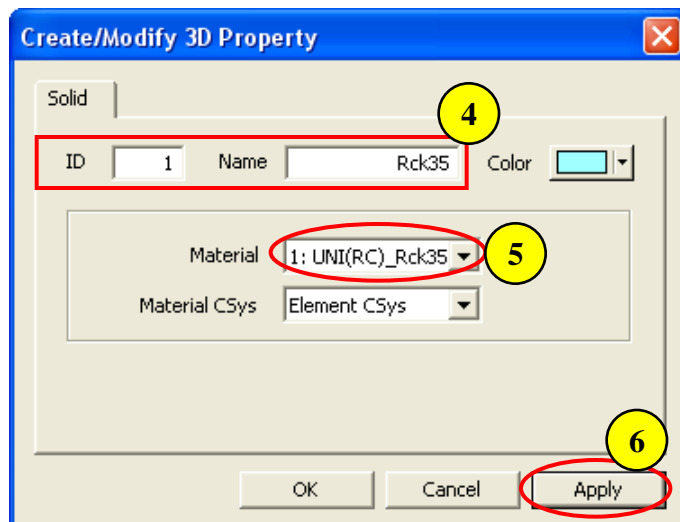 Create/Modify 3D Property
Solid
4
ID 1 Name Rck35 Color
Material 1: UNI(RC)_Rck35 5
Material CSys Element CSys
6
OK Cancel Apply